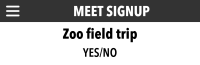 MEET SIGNUP
Zoo field trip
YES/NO